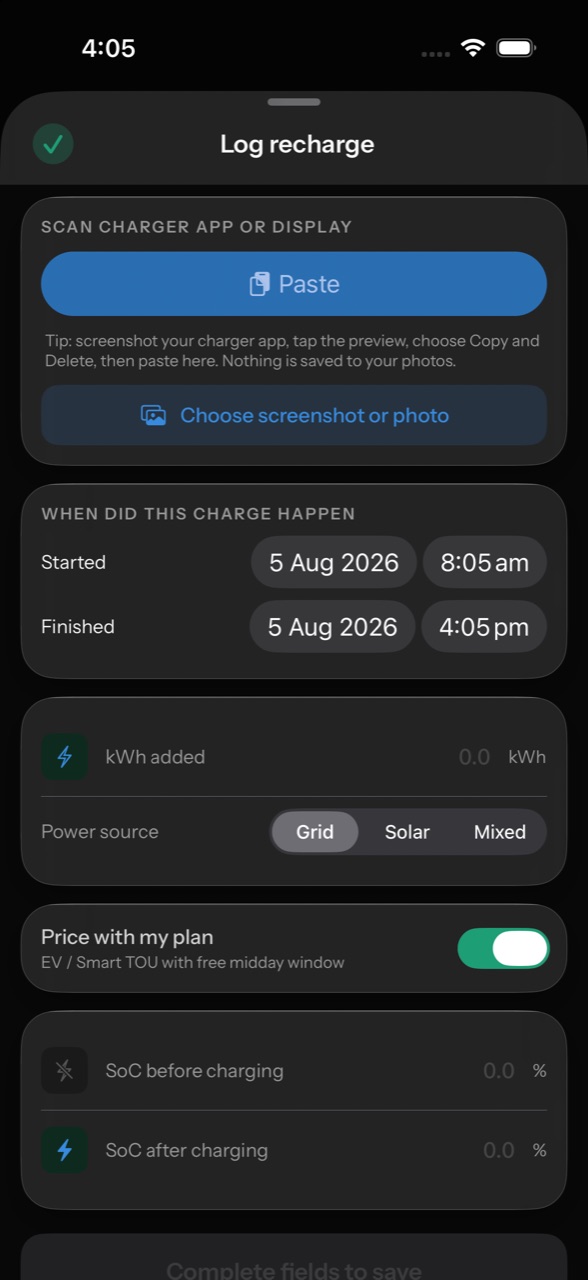 4:05
Log recharge
SCAN CHARGER APP OR DISPLAY
Paste
Tip: screenshot your charger app, tap the preview, choose Copy and
Delete, then paste here. Nothing is saved to your photos.
Choose screenshot or photo
WHEN DID THIS CHARGE HAPPEN
Started 5 Aug 2026 8:05 am
Finished 5 Aug 2026 4:05 pm
kWh added 0.0 kWh
Power source Grid Solar Mixed
Price with my plan
EV / Smart TOU with free midday window
SoC before charging 0.0 %
SoC after charging 0.0 %
Complete fields to save